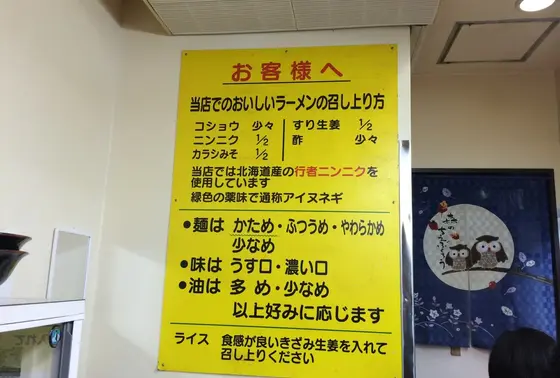 お客様へ
当店でのおいしいラーメンの召し上り方
コショウ 少々 すり生姜 ½
ニンニク ½ 酢 少々
カラシみそ ½
当店では北海道産の行者ニンニクを
使用しています
緑色の薬味で通称アイヌネギ
●麺は かため・ふつうめ・やわらかめ
少なめ
●味は うす口・濃い口
●油は 多め・少なめ
以上好みに応じます
ライス 食感が良いきざみ生姜を入れて
召し上りください